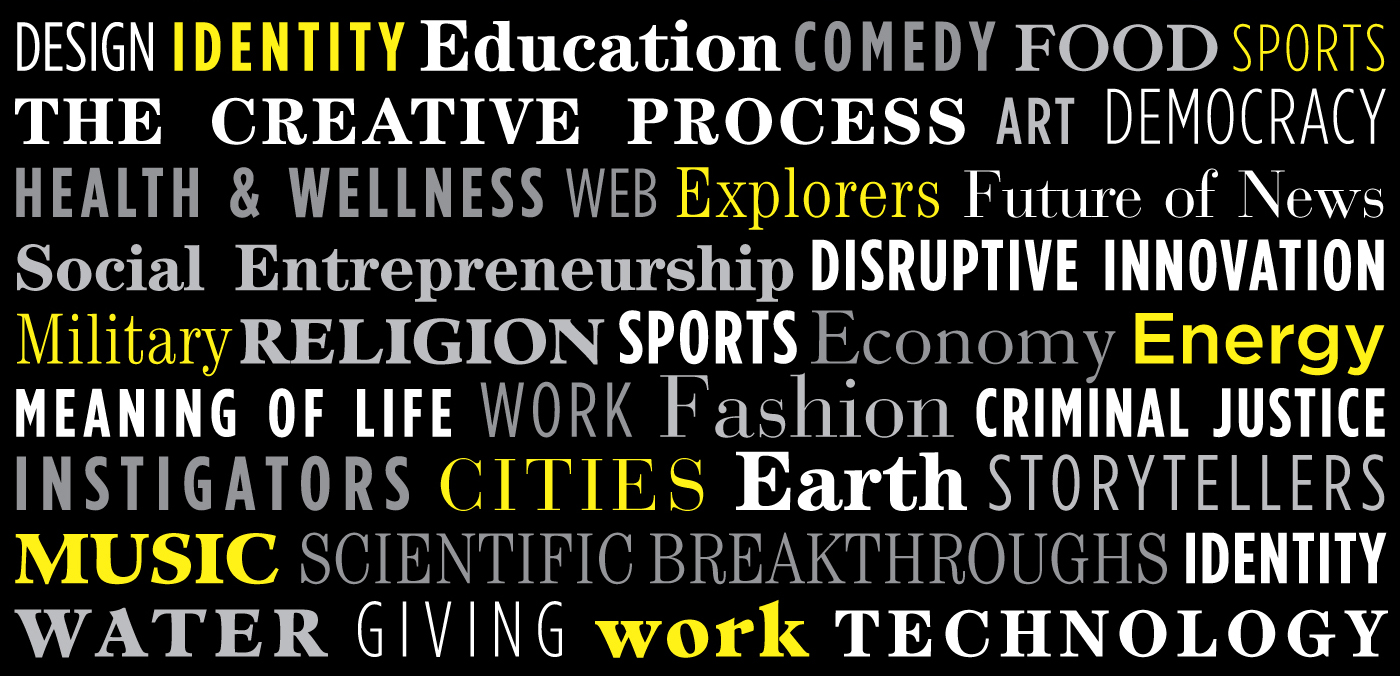 DESIGN IDENTITY Education COMEDY FOOD SPORTS
THE CREATIVE PROCESS ART DEMOCRACY
HEALTH & WELLNESS WEB Explorers Future of News
Social Entrepreneurship DISRUPTIVE INNOVATION
Military RELIGION SPORTS Economy Energy
MEANING OF LIFE WORK Fashion CRIMINAL JUSTICE
INSTIGATORS CITIES Earth STORYTELLERS
MUSIC SCIENTIFIC BREAKTHROUGHS IDENTITY
WATER GIVING work TECHNOLOGY